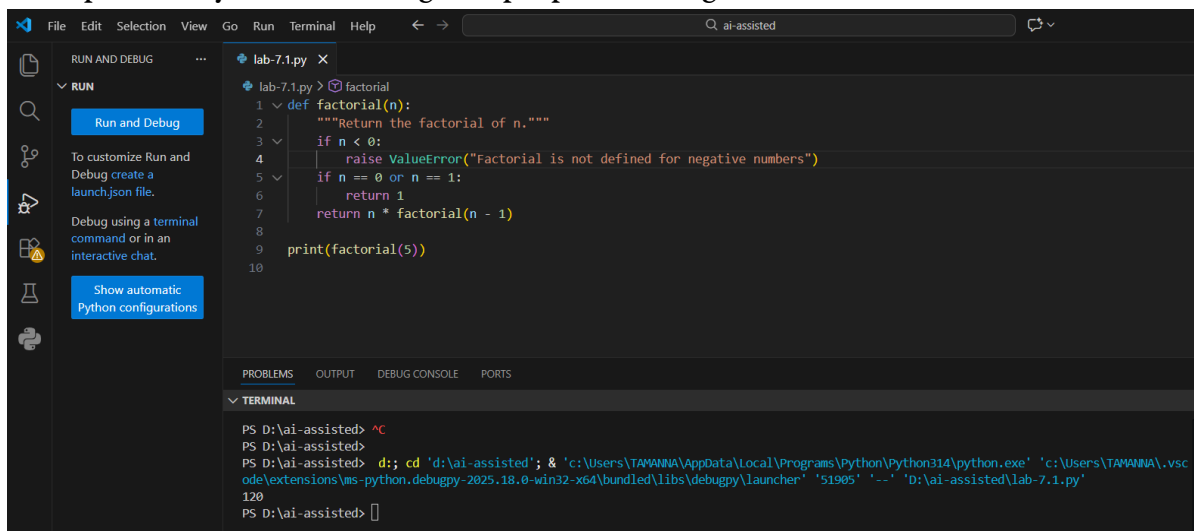 File Edit Selection View Go Run Terminal Help ← → ai-assisted
RUN AND DEBUG ...
RUN
Run and Debug
To customize Run and
Debug create a
launch.json file.
Debug using a terminal
command or in an
interactive chat.
Show automatic
Python configurations
lab-7.1.py ×
lab-7.1.py > factorial
1 def factorial(n):
2     """Return the factorial of n."""
3     if n < 0:
4         raise ValueError("Factorial is not defined for negative numbers")
5     if n == 0 or n == 1:
6         return 1
7     return n * factorial(n - 1)
8
9 print(factorial(5))
10
PROBLEMS OUTPUT DEBUG CONSOLE PORTS
TERMINAL
PS D:\ai-assisted> ^C
PS D:\ai-assisted>
PS D:\ai-assisted> d:; cd 'd:\ai-assisted'; & 'c:\Users\TAMANNA\AppData\Local\Programs\Python\Python314\python.exe' 'c:\Users\TAMANNA\.vsc
ode\extensions\ms-python.debugpy-2025.18.0-win32-x64\bundled\libs\debugpy\launcher' '51905' '--' 'D:\ai-assisted\lab-7.1.py'
120
PS D:\ai-assisted>